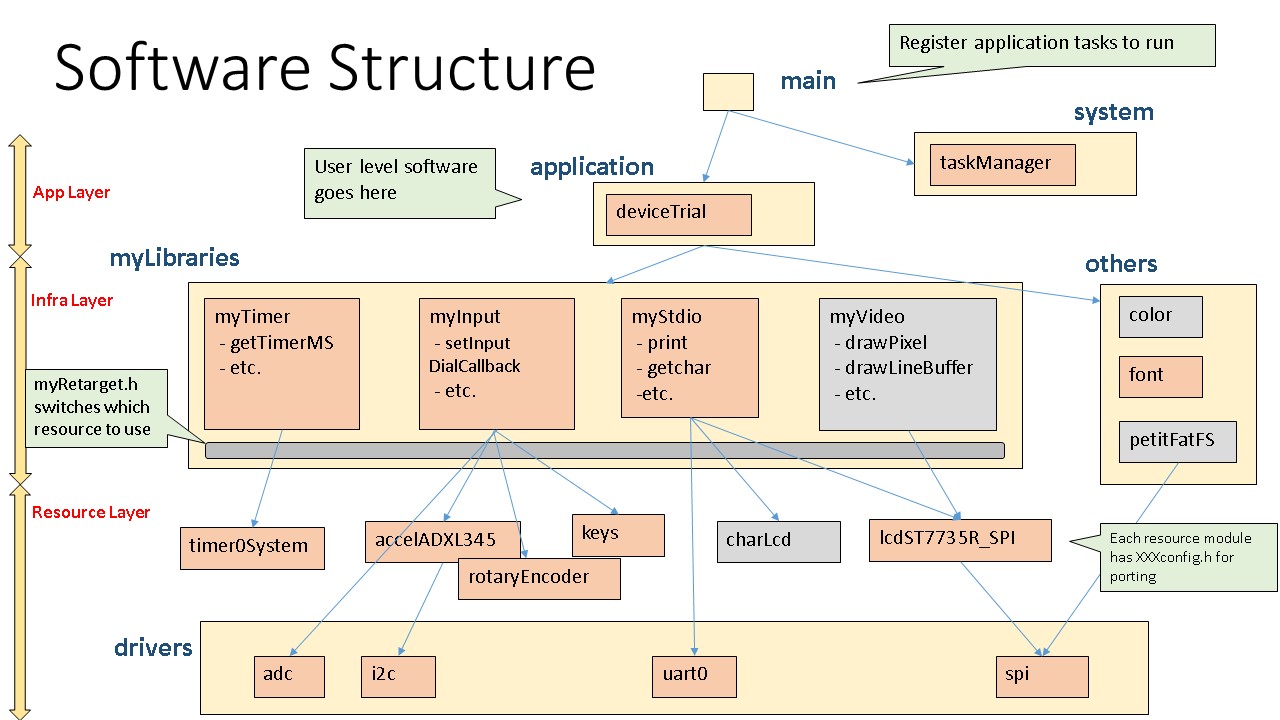 Software Structure
Register application tasks to run
main
system
taskManager
User level software
goes here
application
deviceTrial
App Layer
myLibraries
others
Infra Layer
myTimer
- getTimerMS
- etc.
myInput
- setInput
DialCallback
- etc.
myStdio
- print
- getchar
-etc.
myVideo
- drawPixel
- drawLineBuffer
- etc.
color
font
petitFatFS
myRetarget.h
switches which
resource to use
Resource Layer
timer0System
accelADXL345
rotaryEncoder
keys
charLcd
lcdST7735R_SPI
Each resource module
has XXXconfig.h for
porting
drivers
adc
i2c
uart0
spi